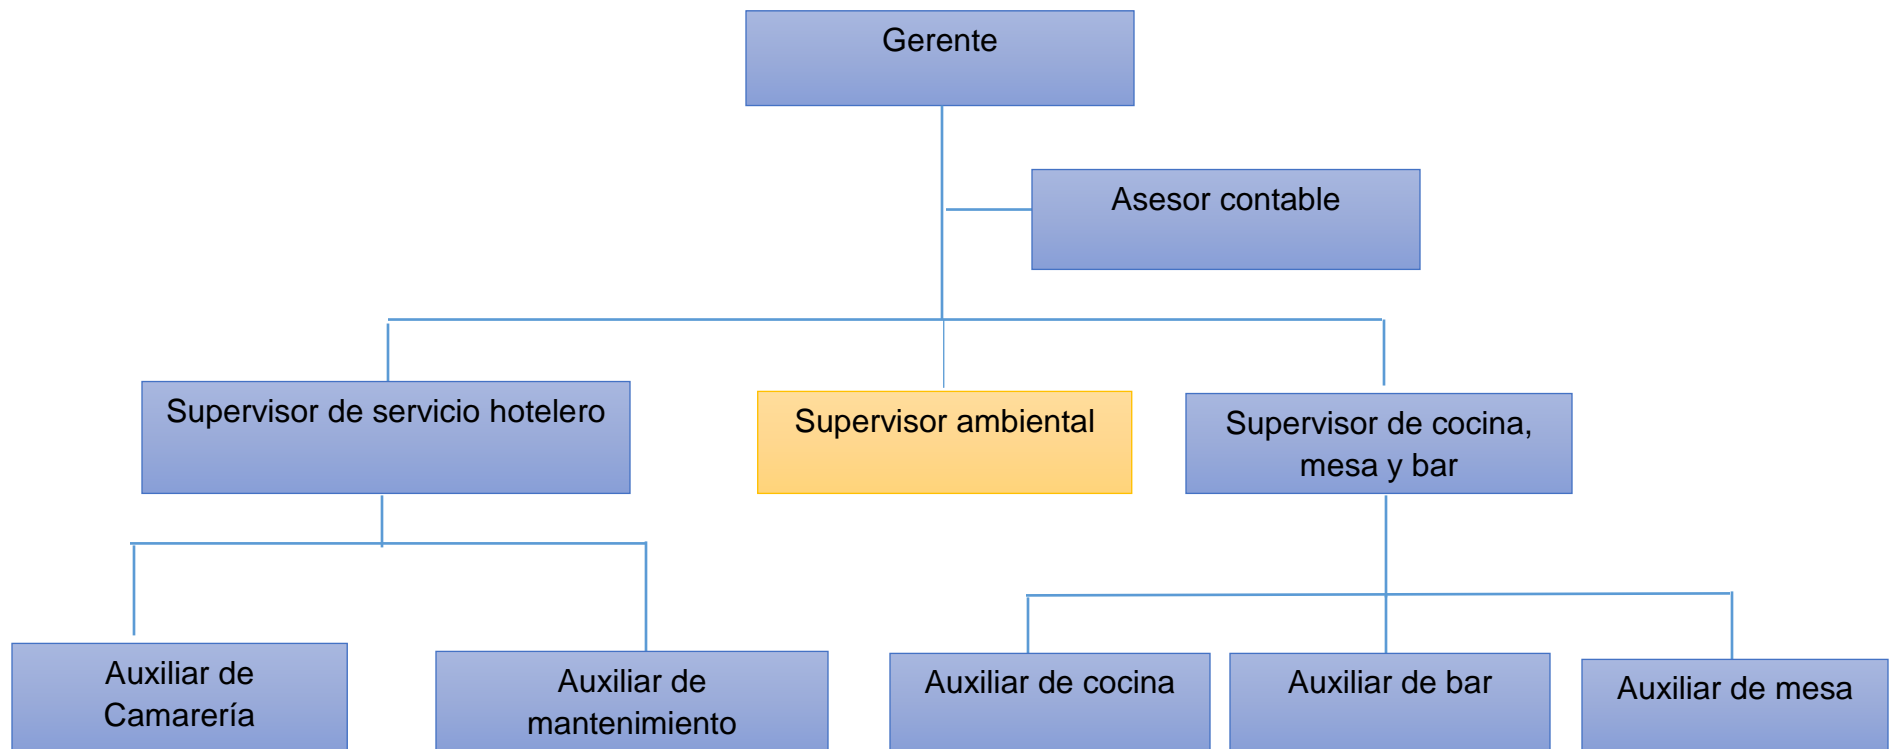 Gerente
Asesor contable
Supervisor de servicio hotelero
Supervisor ambiental
Supervisor de cocina,
mesa y bar
Auxiliar de
Camarería
Auxiliar de
mantenimiento
Auxiliar de cocina
Auxiliar de bar
Auxiliar de mesa